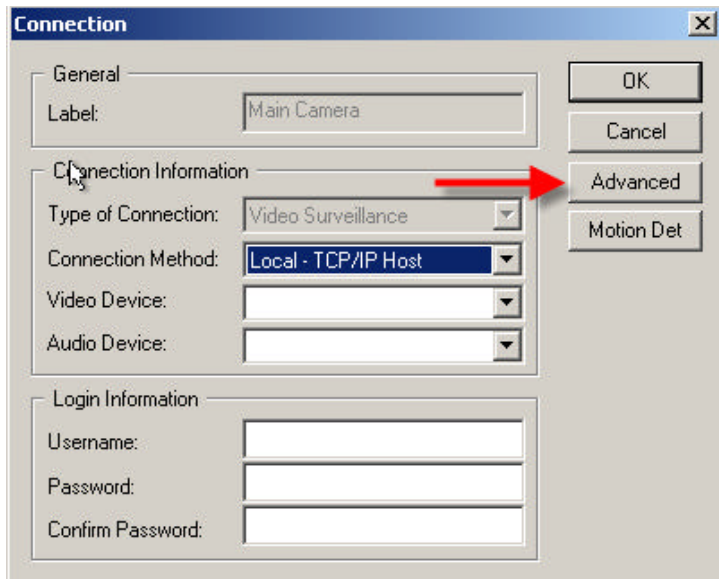 Connection
General
Label: Main Camera
Connection Information
Type of Connection: Video Surveillance
Connection Method: Local - TCP/IP Host
Video Device:
Audio Device:
Login Information
Username:
Password:
Confirm Password:
OK
Cancel
Advanced
Motion Det